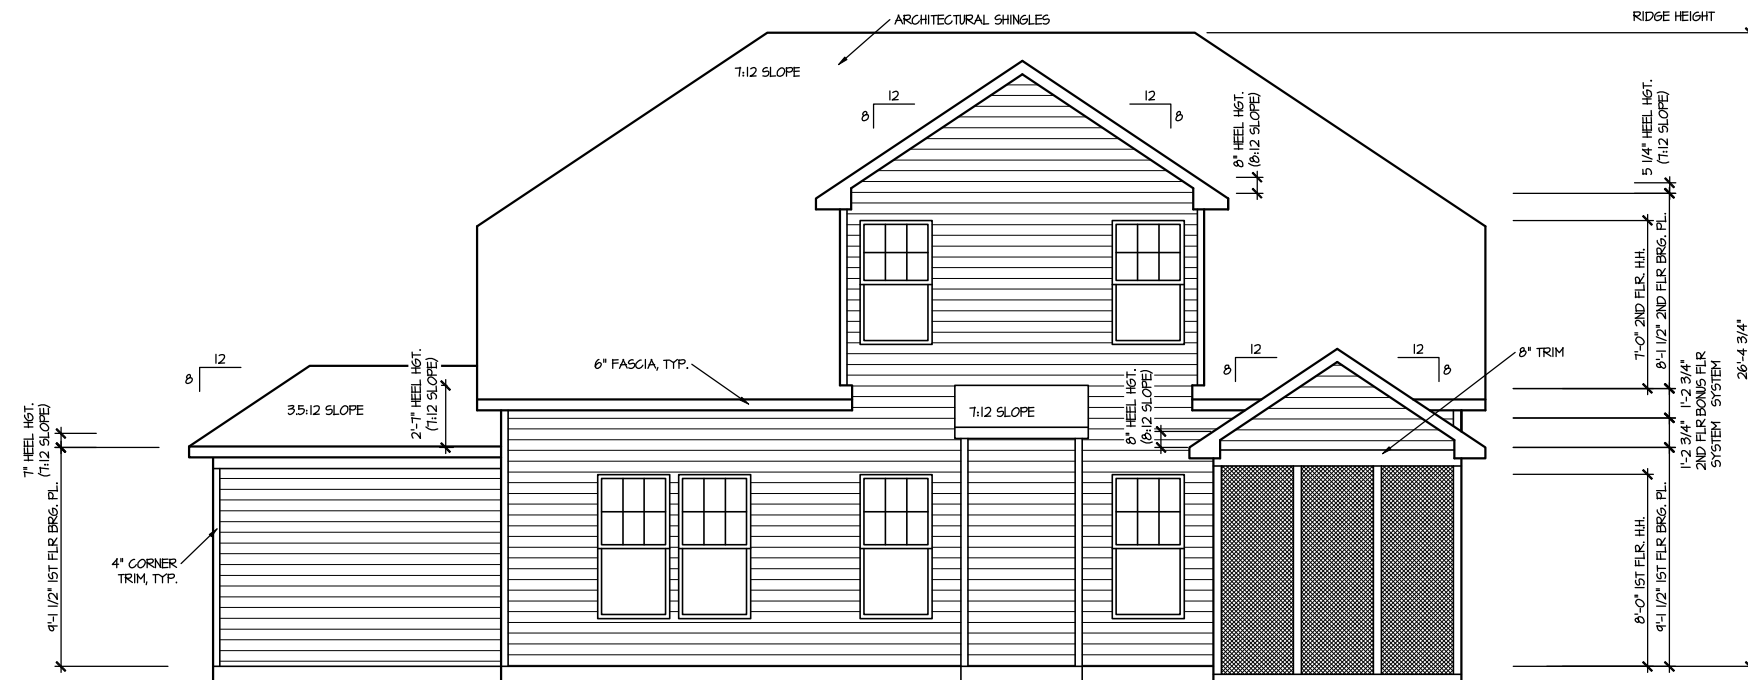 ARCHITECTURAL SHINGLES
RIDGE HEIGHT
7:12 SLOPE
12
8
12
8
8" HEEL HGT.
(8:12 SLOPE)
5 1/4" HEEL HGT.
(7:12 SLOPE)
7'-0" 2ND FLR. H.H.
8'-1 1/2" 2ND FLR BRG. PL.
26'-4 3/4"
12
8
3.5:12 SLOPE
2'-7" HEEL HGT.
(7:12 SLOPE)
6" FASCIA, TYP.
7:12 SLOPE
8" HEEL HGT.
(8:12 SLOPE)
12
8
12
8
8" TRIM
1'-2 3/4"
BONUS FLR
SYSTEM
1'-2 3/4"
2ND FLR
SYSTEM
7" HEEL HGT.
(7:12 SLOPE)
9'-1 1/2" 1ST FLR BRG. PL.
4" CORNER
TRIM, TYP.
8'-0" 1ST FLR. H.H.
9'-1 1/2" 1ST FLR BRG. PL.